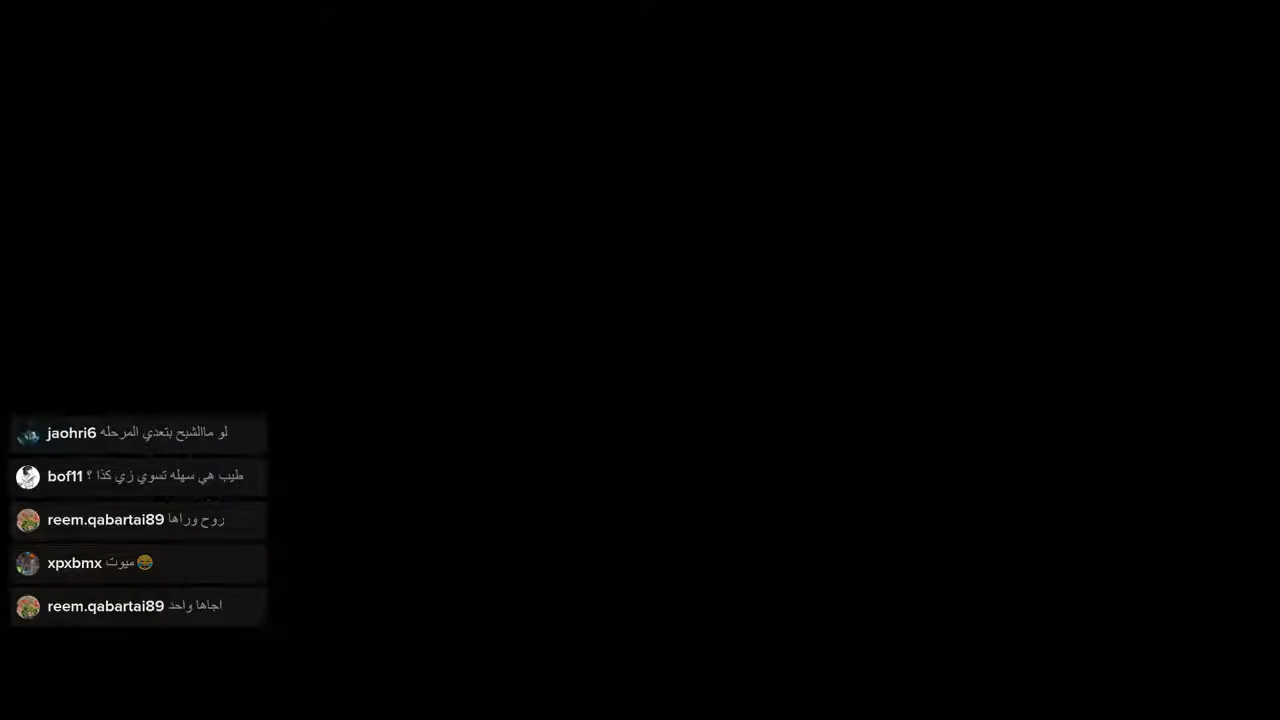 jaohri6 لو ماالشبح بتعدي المرحله
bof11 طيب هي سهله تسوي زي كذا ؟
reem.qabartai89 روح وراها
xpxbmx ميوت😂
reem.qabartai89 اجاها واحد